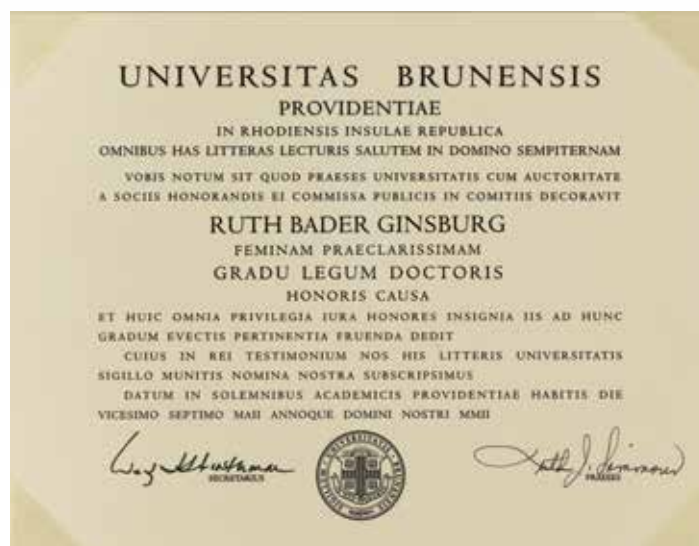 UNIVERSITAS BRUNENSIS
PROVIDENTIAE
IN RHODIENSIS INSULAE REPUBLICA
OMNIBUS HAS LITTERAS LECTURIS SALUTEM IN DOMINO SEMPITERNAM
VOBIS NOTUM SIT QUOD PRAESES UNIVERSITATIS CUM AUCTORITATE
A SOCIIS HONORANDIS EI COMMISSA PUBLICIS IN COMITIIS DECORAVIT
RUTH BADER GINSBURG
FEMINAM PRAECLARISSIMAM
GRADU LEGUM DOCTORIS
HONORIS CAUSA
ET HUIC OMNIA PRIVILEGIA IURA HONORES INSIGNIA IIS AD HUNC
GRADUM EVECTIS PERTINENTIA FRUENDA DEDIT
CUIUS IN REI TESTIMONIUM NOS HIS LITTERIS UNIVERSITATIS
SIGILLO MUNITIS NOMINA NOSTRA SUBSCRIPSIMUS
DATUM IN SOLEMNIBUS ACADEMICIS PROVIDENTIAE HABITIS DIE
VICESIMO SEPTIMO MAII ANNOQUE DOMINI NOSTRI MMII
Ruth J. Simmons
SECRETARIUS
PRAESES